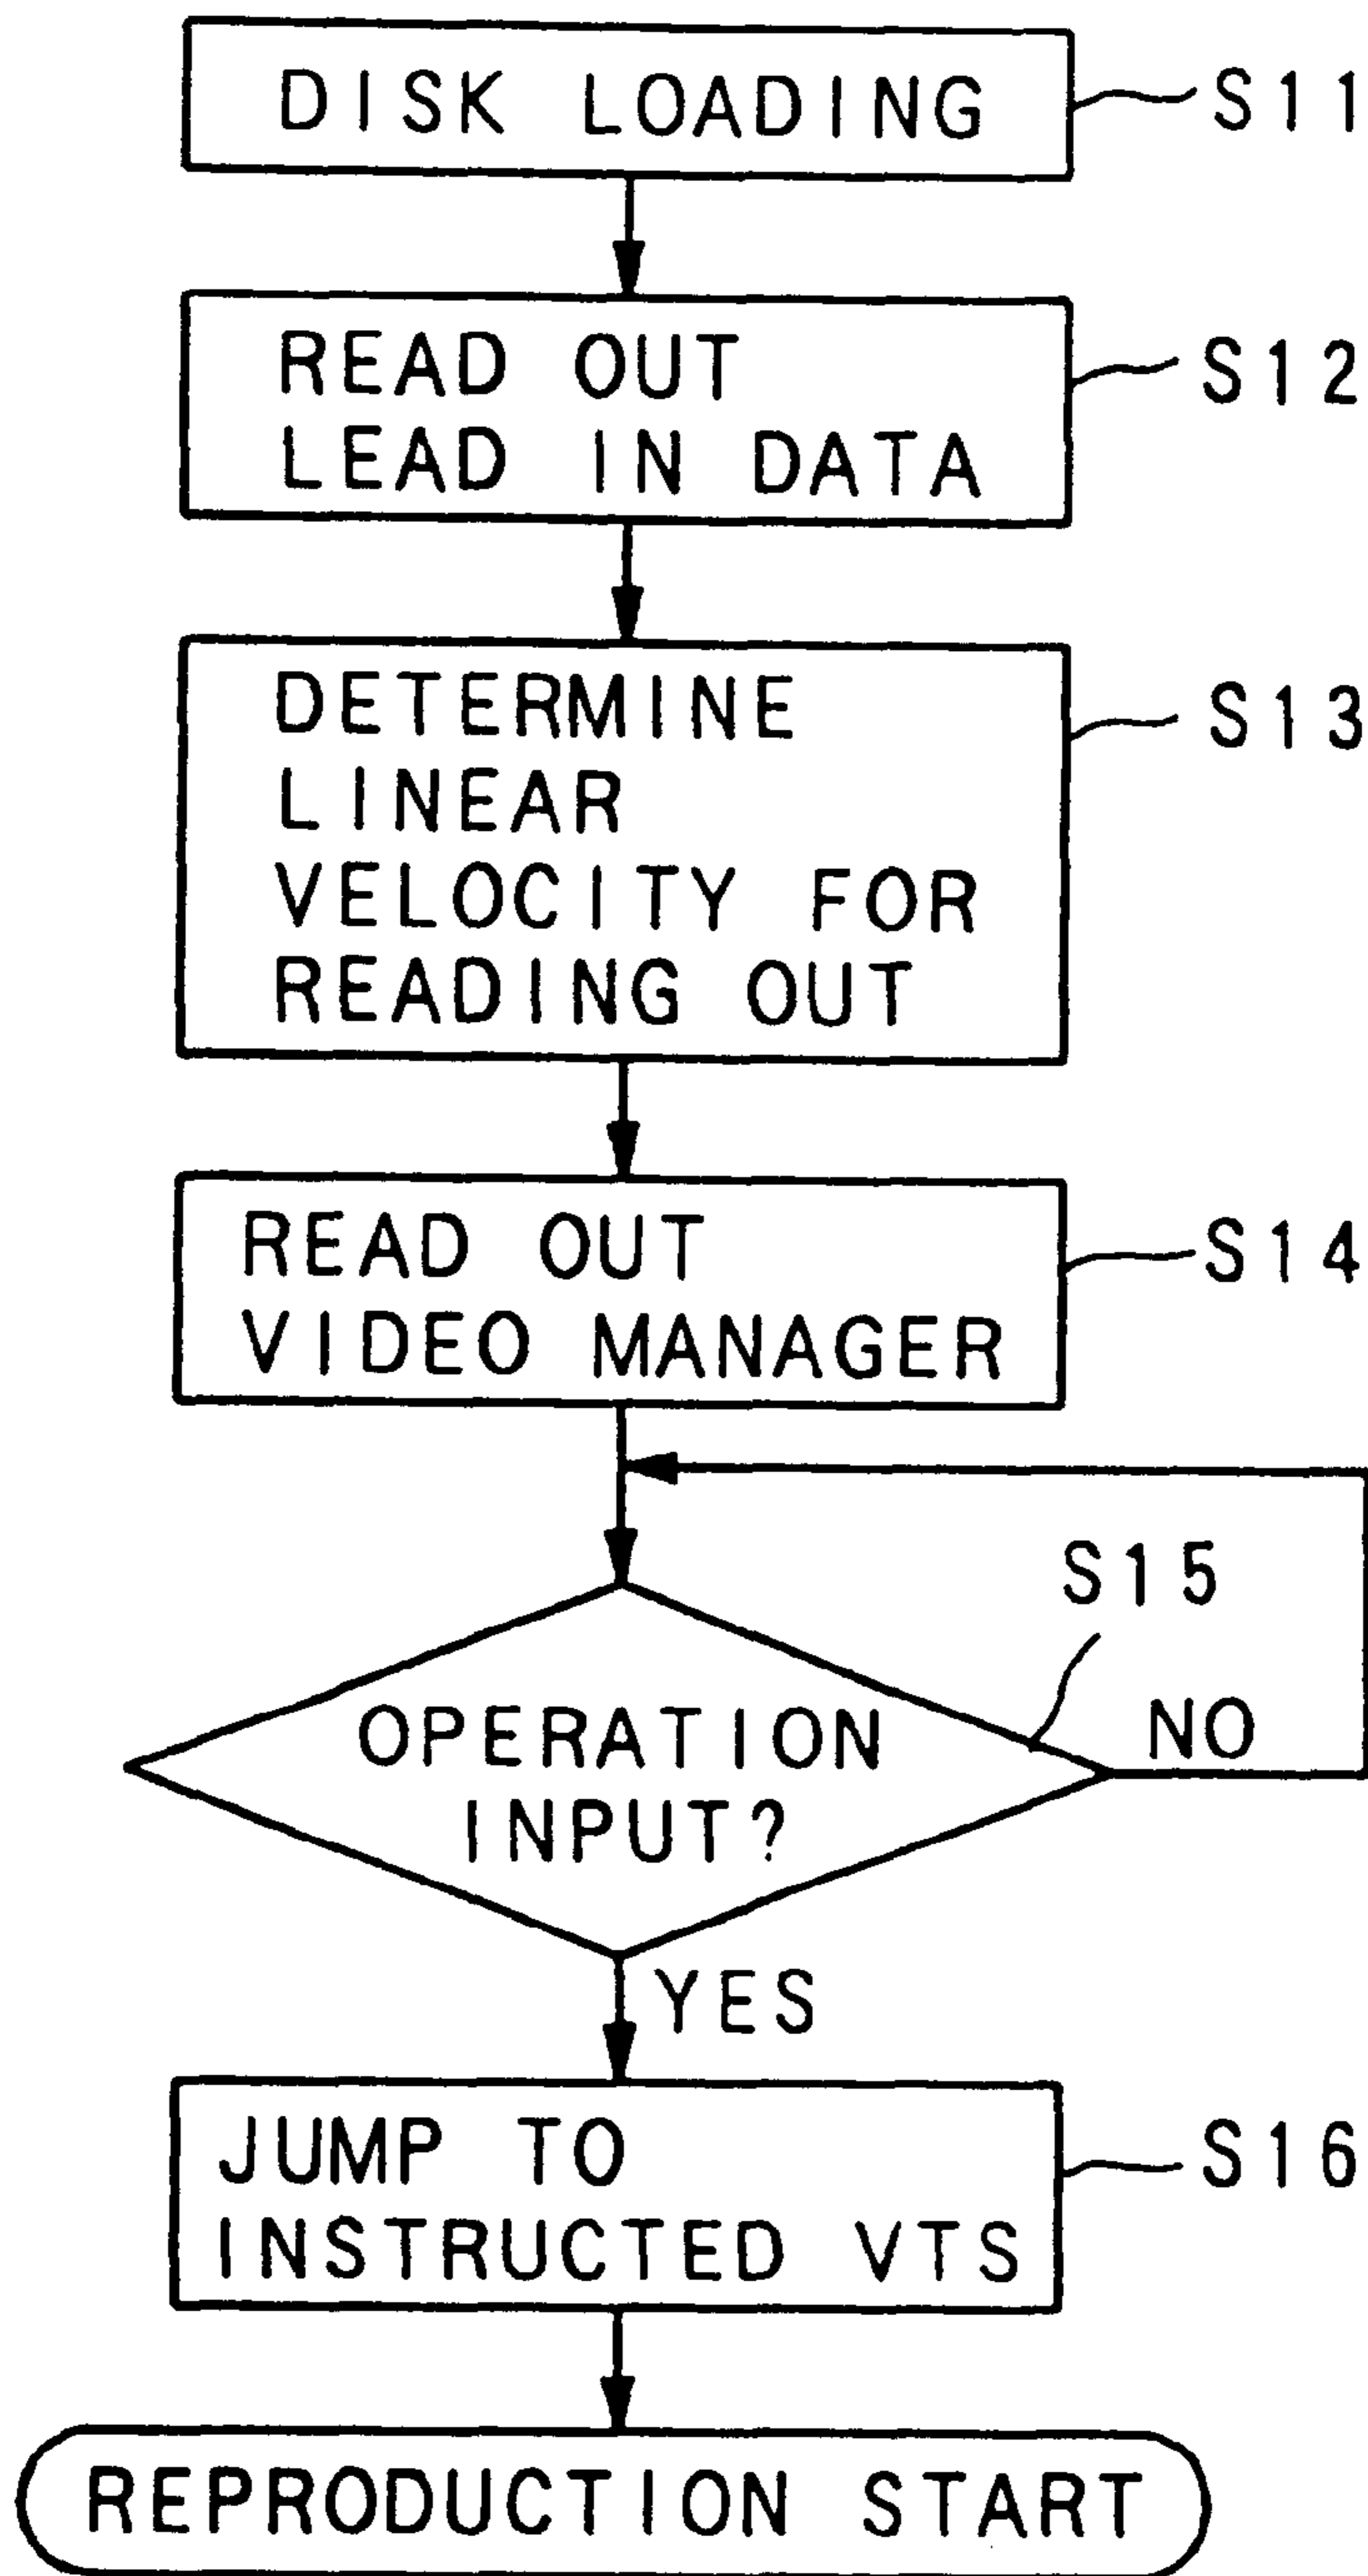 DISK LOADING
S11
READ OUT
LEAD IN DATA
S12
DETERMINE
LINEAR
VELOCITY FOR
READING OUT
S13
READ OUT
VIDEO MANAGER
S14
S15
OPERATION
INPUT?
NO
YES
JUMP TO
INSTRUCTED VTS
S16
REPRODUCTION START